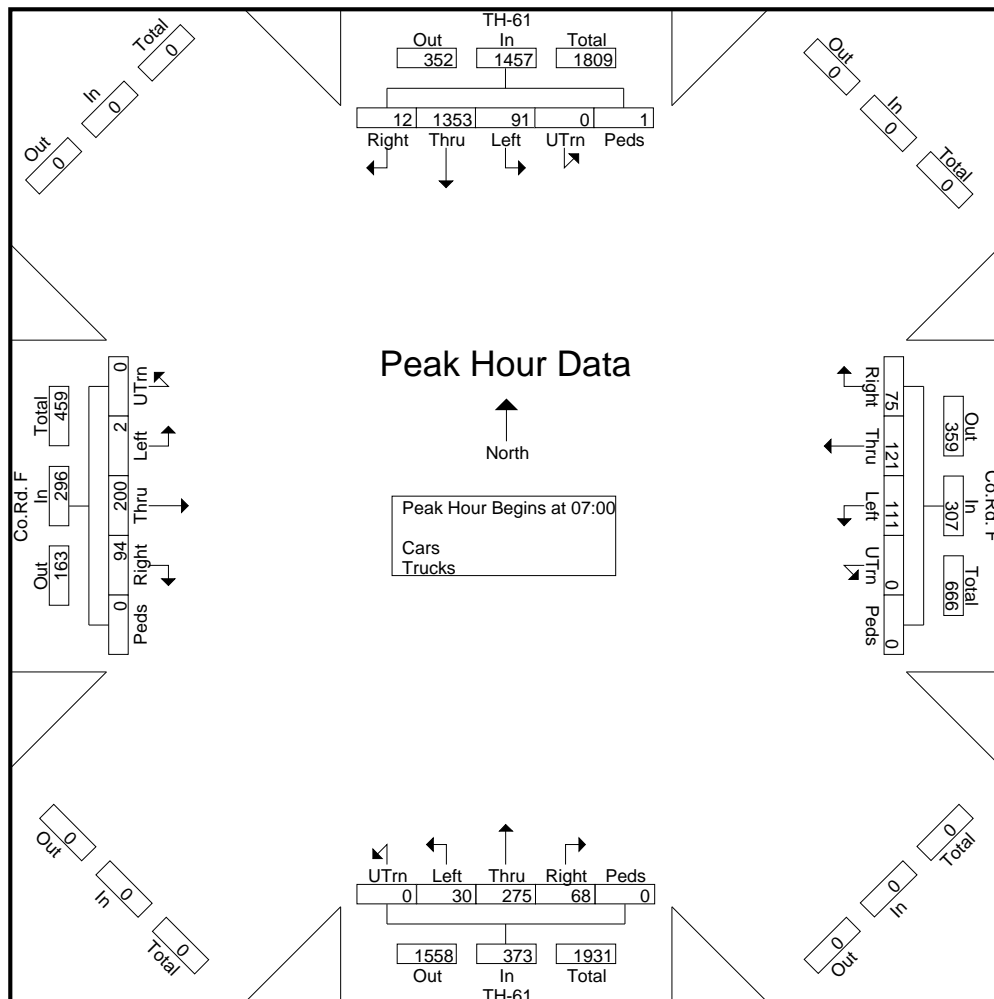 TH-61
Out In Total
352 1457 1809
12 1353 91 0 1
Right Thru Left UTrn Peds
Total
0
In
0
Out
0
Out
0
In
0
Total
0
Peak Hour Data
North
Peak Hour Begins at 07:00
Cars
Trucks
Co.Rd. F
Out In Total
163 296 459
0 94 200 2 0
Peds Right Thru Left UTrn
Right Thru Left UTrn Peds
75 121 111 0 0
Out In Total
359 307 666
Co.Rd. F
0
Out
0
In
0
Total
0
Total
0
In
0
Out
UTrn Left Thru Right Peds
0 30 275 68 0
1558 373 1931
Out In Total
TH-61